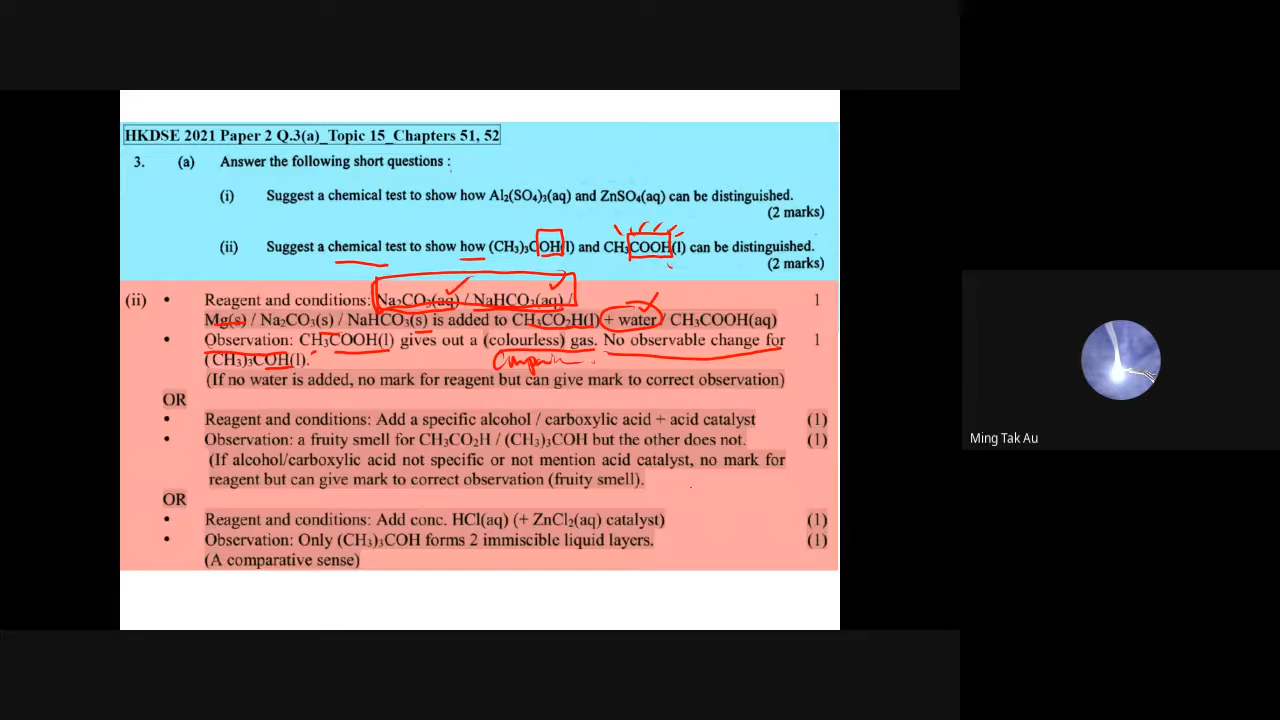 HKDSE 2021 Paper 2 Q.3(a)_Topic 15_Chapters 51, 52
3. (a) Answer the following short questions :
(i) Suggest a chemical test to show how Al₂(SO₄)₃(aq) and ZnSO₄(aq) can be distinguished.
(2 marks)
(ii) Suggest a chemical test to show how (CH₃)₃COH(l) and CH₃COOH(l) can be distinguished.
(2 marks)
(ii) • Reagent and conditions: Na₂CO₃(aq) / NaHCO₃(aq) / 1
Mg(s) / Na₂CO₃(s) / NaHCO₃(s) is added to CH₃CO₂H(l) + water / CH₃COOH(aq)
• Observation: CH₃COOH(l) gives out a (colourless) gas. No observable change for 1
(CH₃)₃COH(l).
(If no water is added, no mark for reagent but can give mark to correct observation)
OR
• Reagent and conditions: Add a specific alcohol / carboxylic acid + acid catalyst (1)
• Observation: a fruity smell for CH₃CO₂H / (CH₃)₃COH but the other does not. (1)
(If alcohol/carboxylic acid not specific or not mention acid catalyst, no mark for
reagent but can give mark to correct observation (fruity smell).
OR
• Reagent and conditions: Add conc. HCl(aq) (+ ZnCl₂(aq) catalyst) (1)
• Observation: Only (CH₃)₃COH forms 2 immiscible liquid layers. (1)
(A comparative sense)
Ming Tak Au